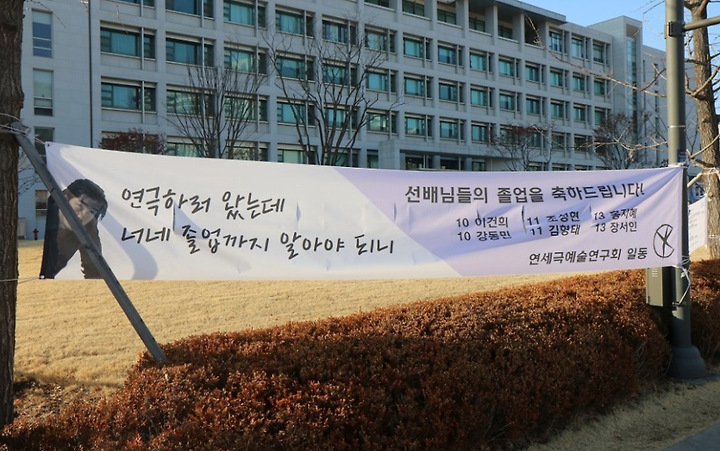 연극하러 왔는데
너네 졸업까지 알아야 되니
선배님들의 졸업을 축하드립니다!
10 이건희 11 조성현 13 홍지혜
10 강동민 11 김형태 13 장서인
연세극예술연구회 일동